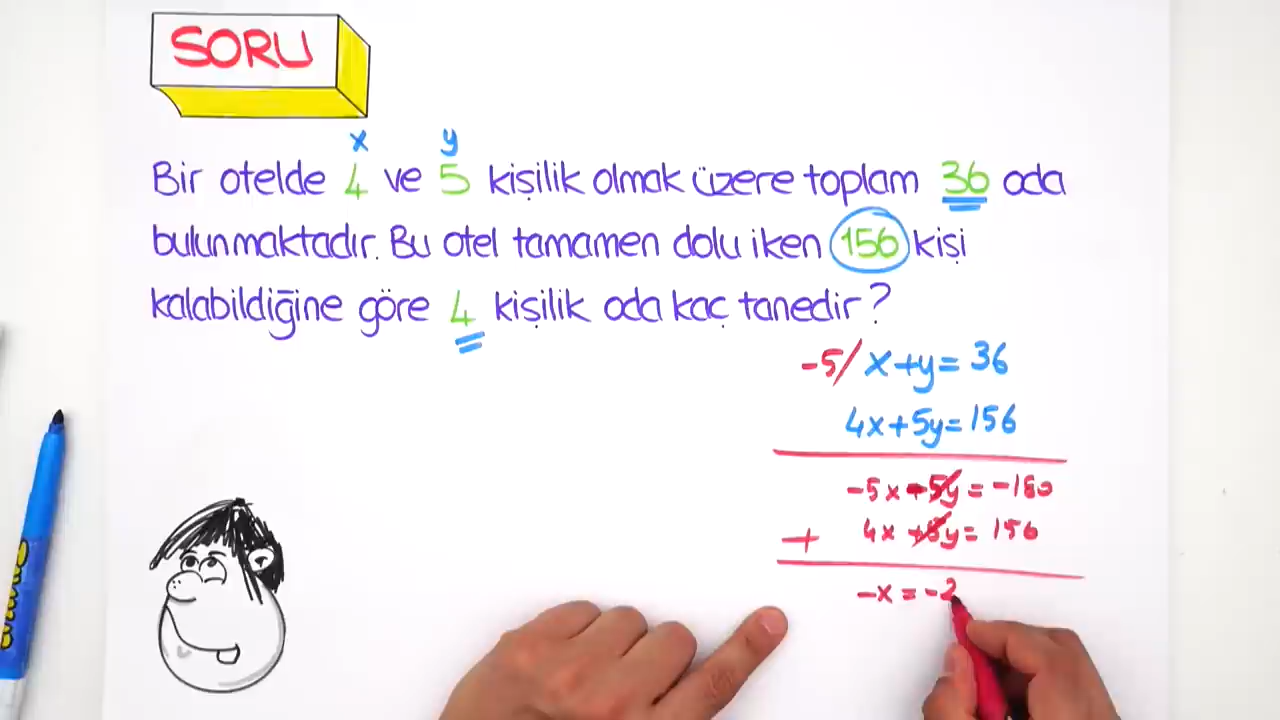 SORU
x y
Bir otelde 4 ve 5 kişilik olmak üzere toplam 36 oda
bulunmaktadır. Bu otel tamamen dolu iken 156 kişi
kalabildiğine göre 4 kişilik oda kaç tanedir?
-5/ x+y= 36
4x+5y=156
-5x-5y = -180
+ 4x+5y= 156
-x = -2